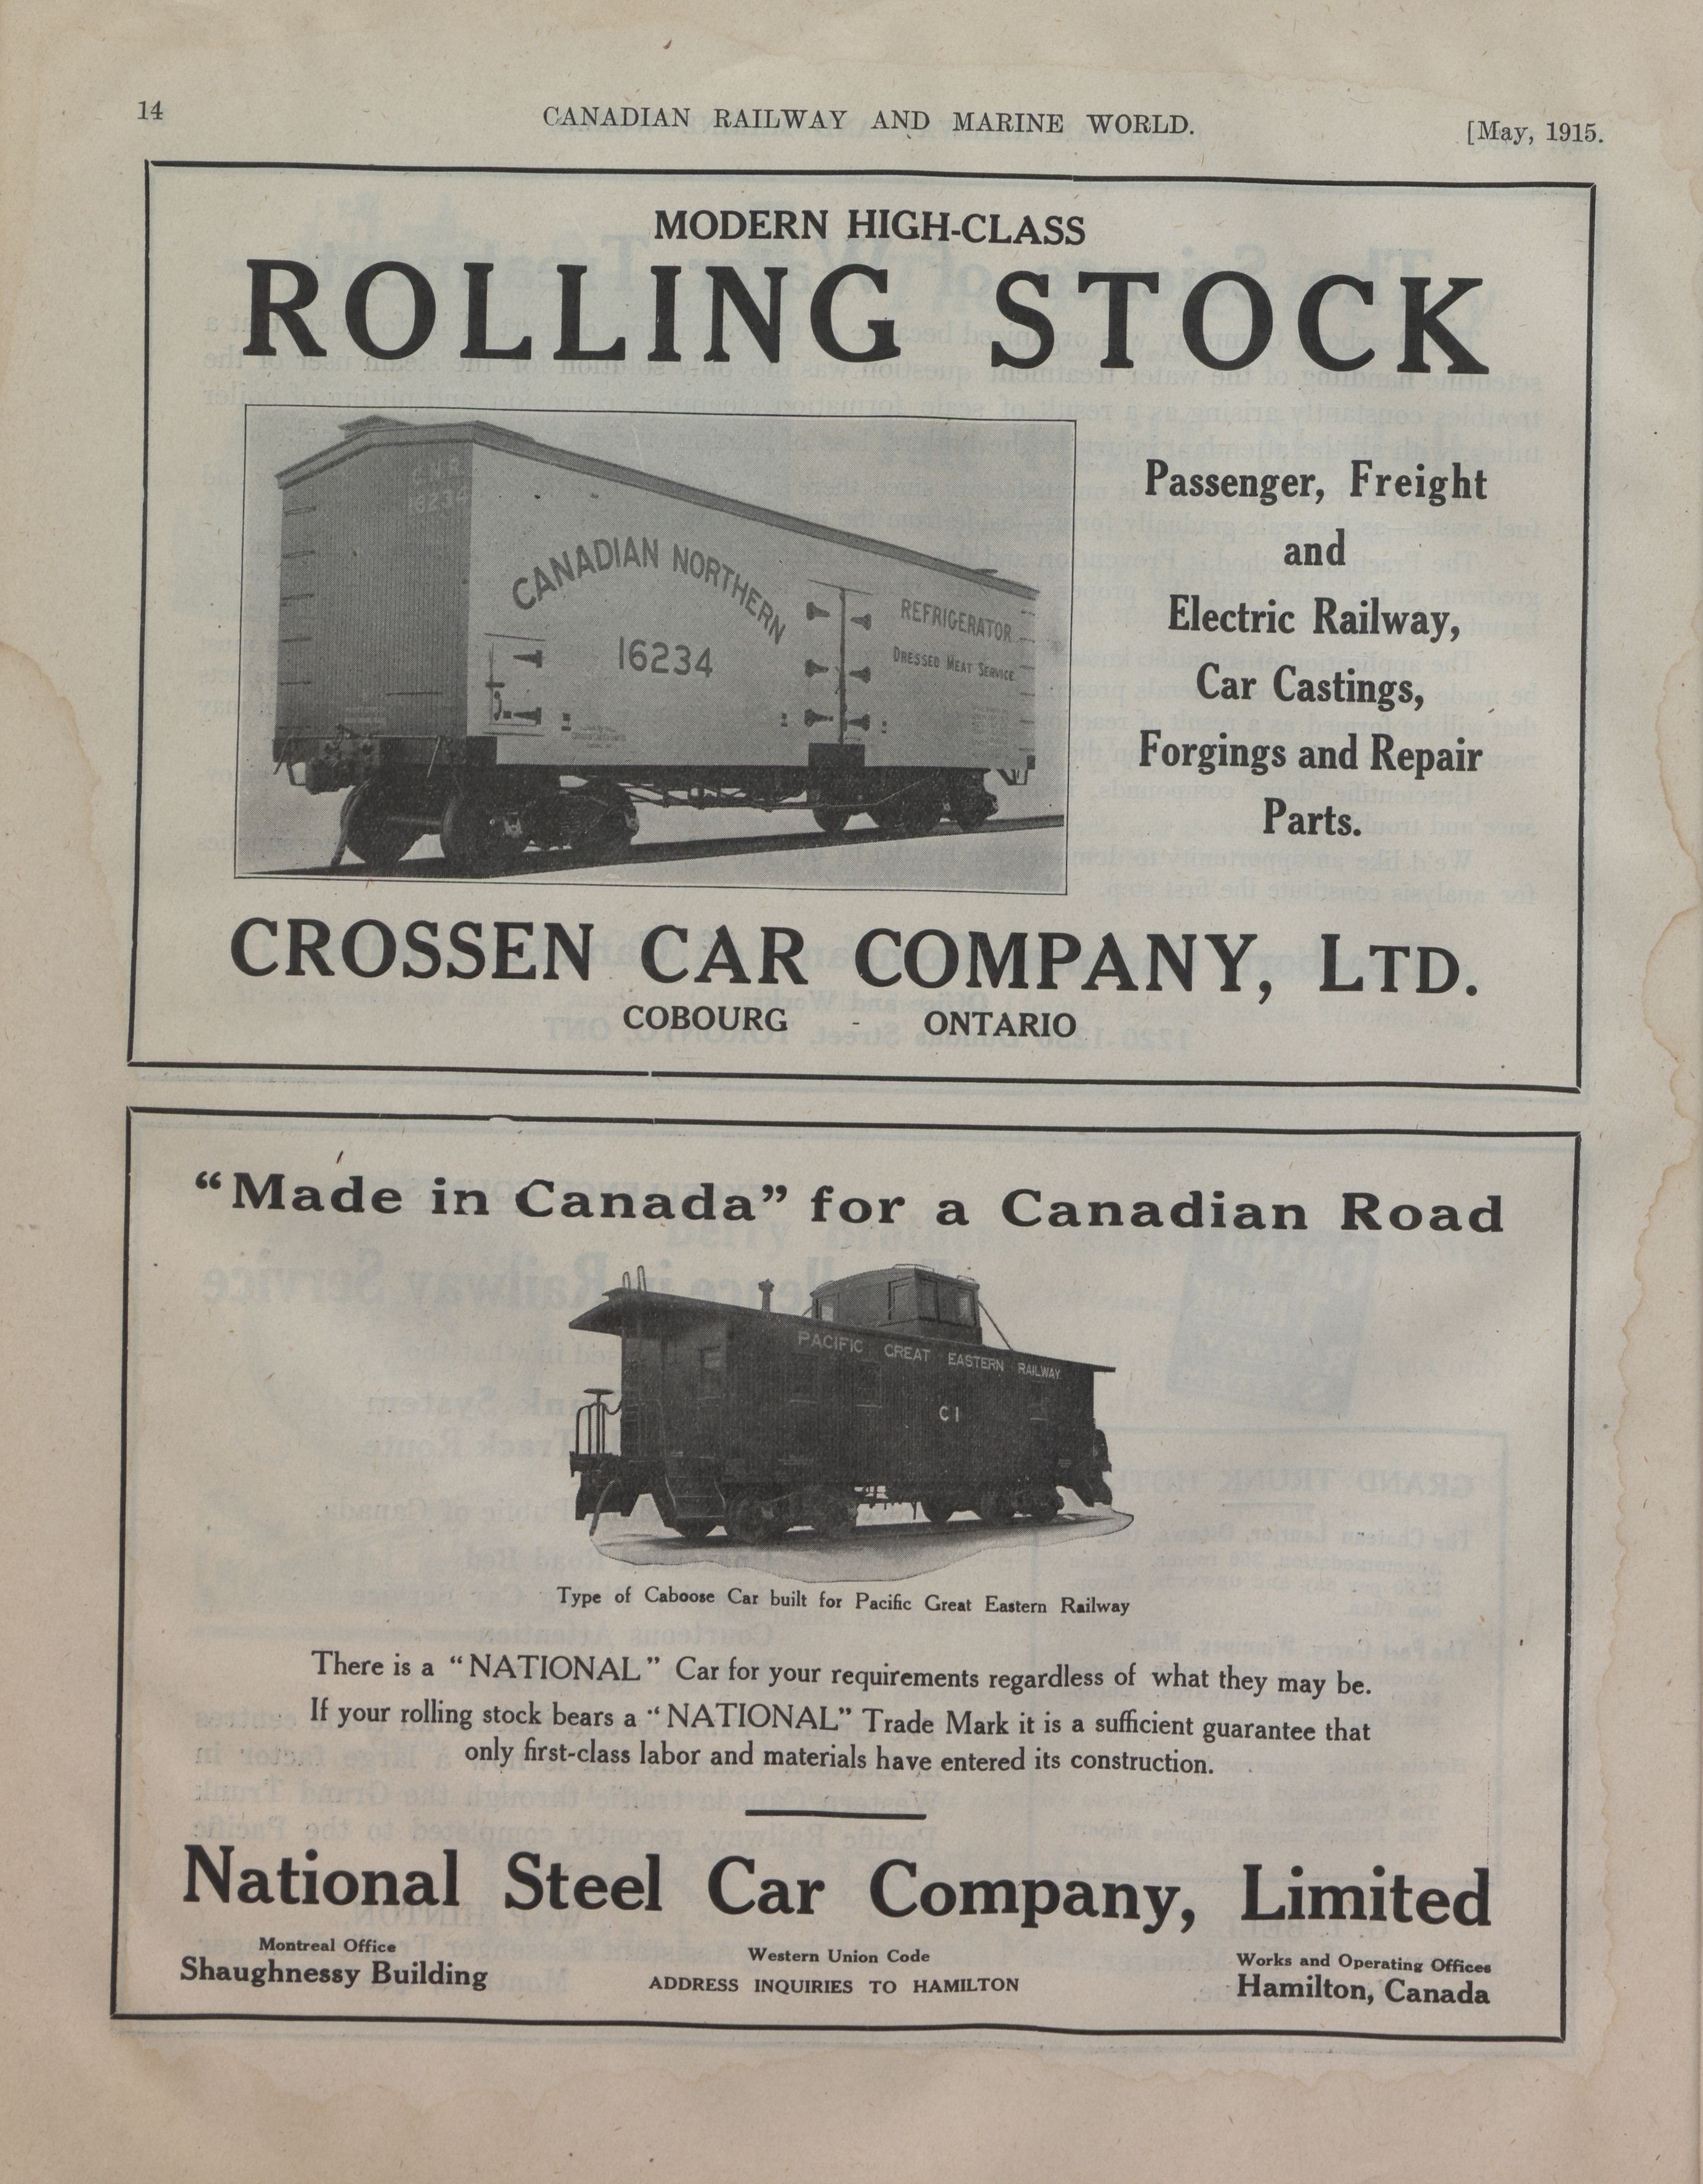 14
CANADIAN RAILWAY AND MARINE WORLD.
[May, 1915.
MODERN HIGH-CLASS
ROLLING STOCK
C.N.R.
16234
CANADIAN NORTHERN
16234
REFRIGERATOR
DRESSED MEAT SERVICE
Passenger, Freight
and
Electric Railway,
Car Castings,
Forgings and Repair
Parts.
CROSSEN CAR COMPANY, LTD.
COBOURG - ONTARIO
“Made in Canada” for a Canadian Road
PACIFIC GREAT EASTERN RAILWAY
C 1
Type of Caboose Car built for Pacific Great Eastern Railway
There is a “NATIONAL” Car for your requirements regardless of what they may be.
If your rolling stock bears a “NATIONAL” Trade Mark it is a sufficient guarantee that
only first-class labor and materials have entered its construction.
National Steel Car Company, Limited
Montreal Office
Shaughnessy Building
Western Union Code
ADDRESS INQUIRIES TO HAMILTON
Works and Operating Offices
Hamilton, Canada